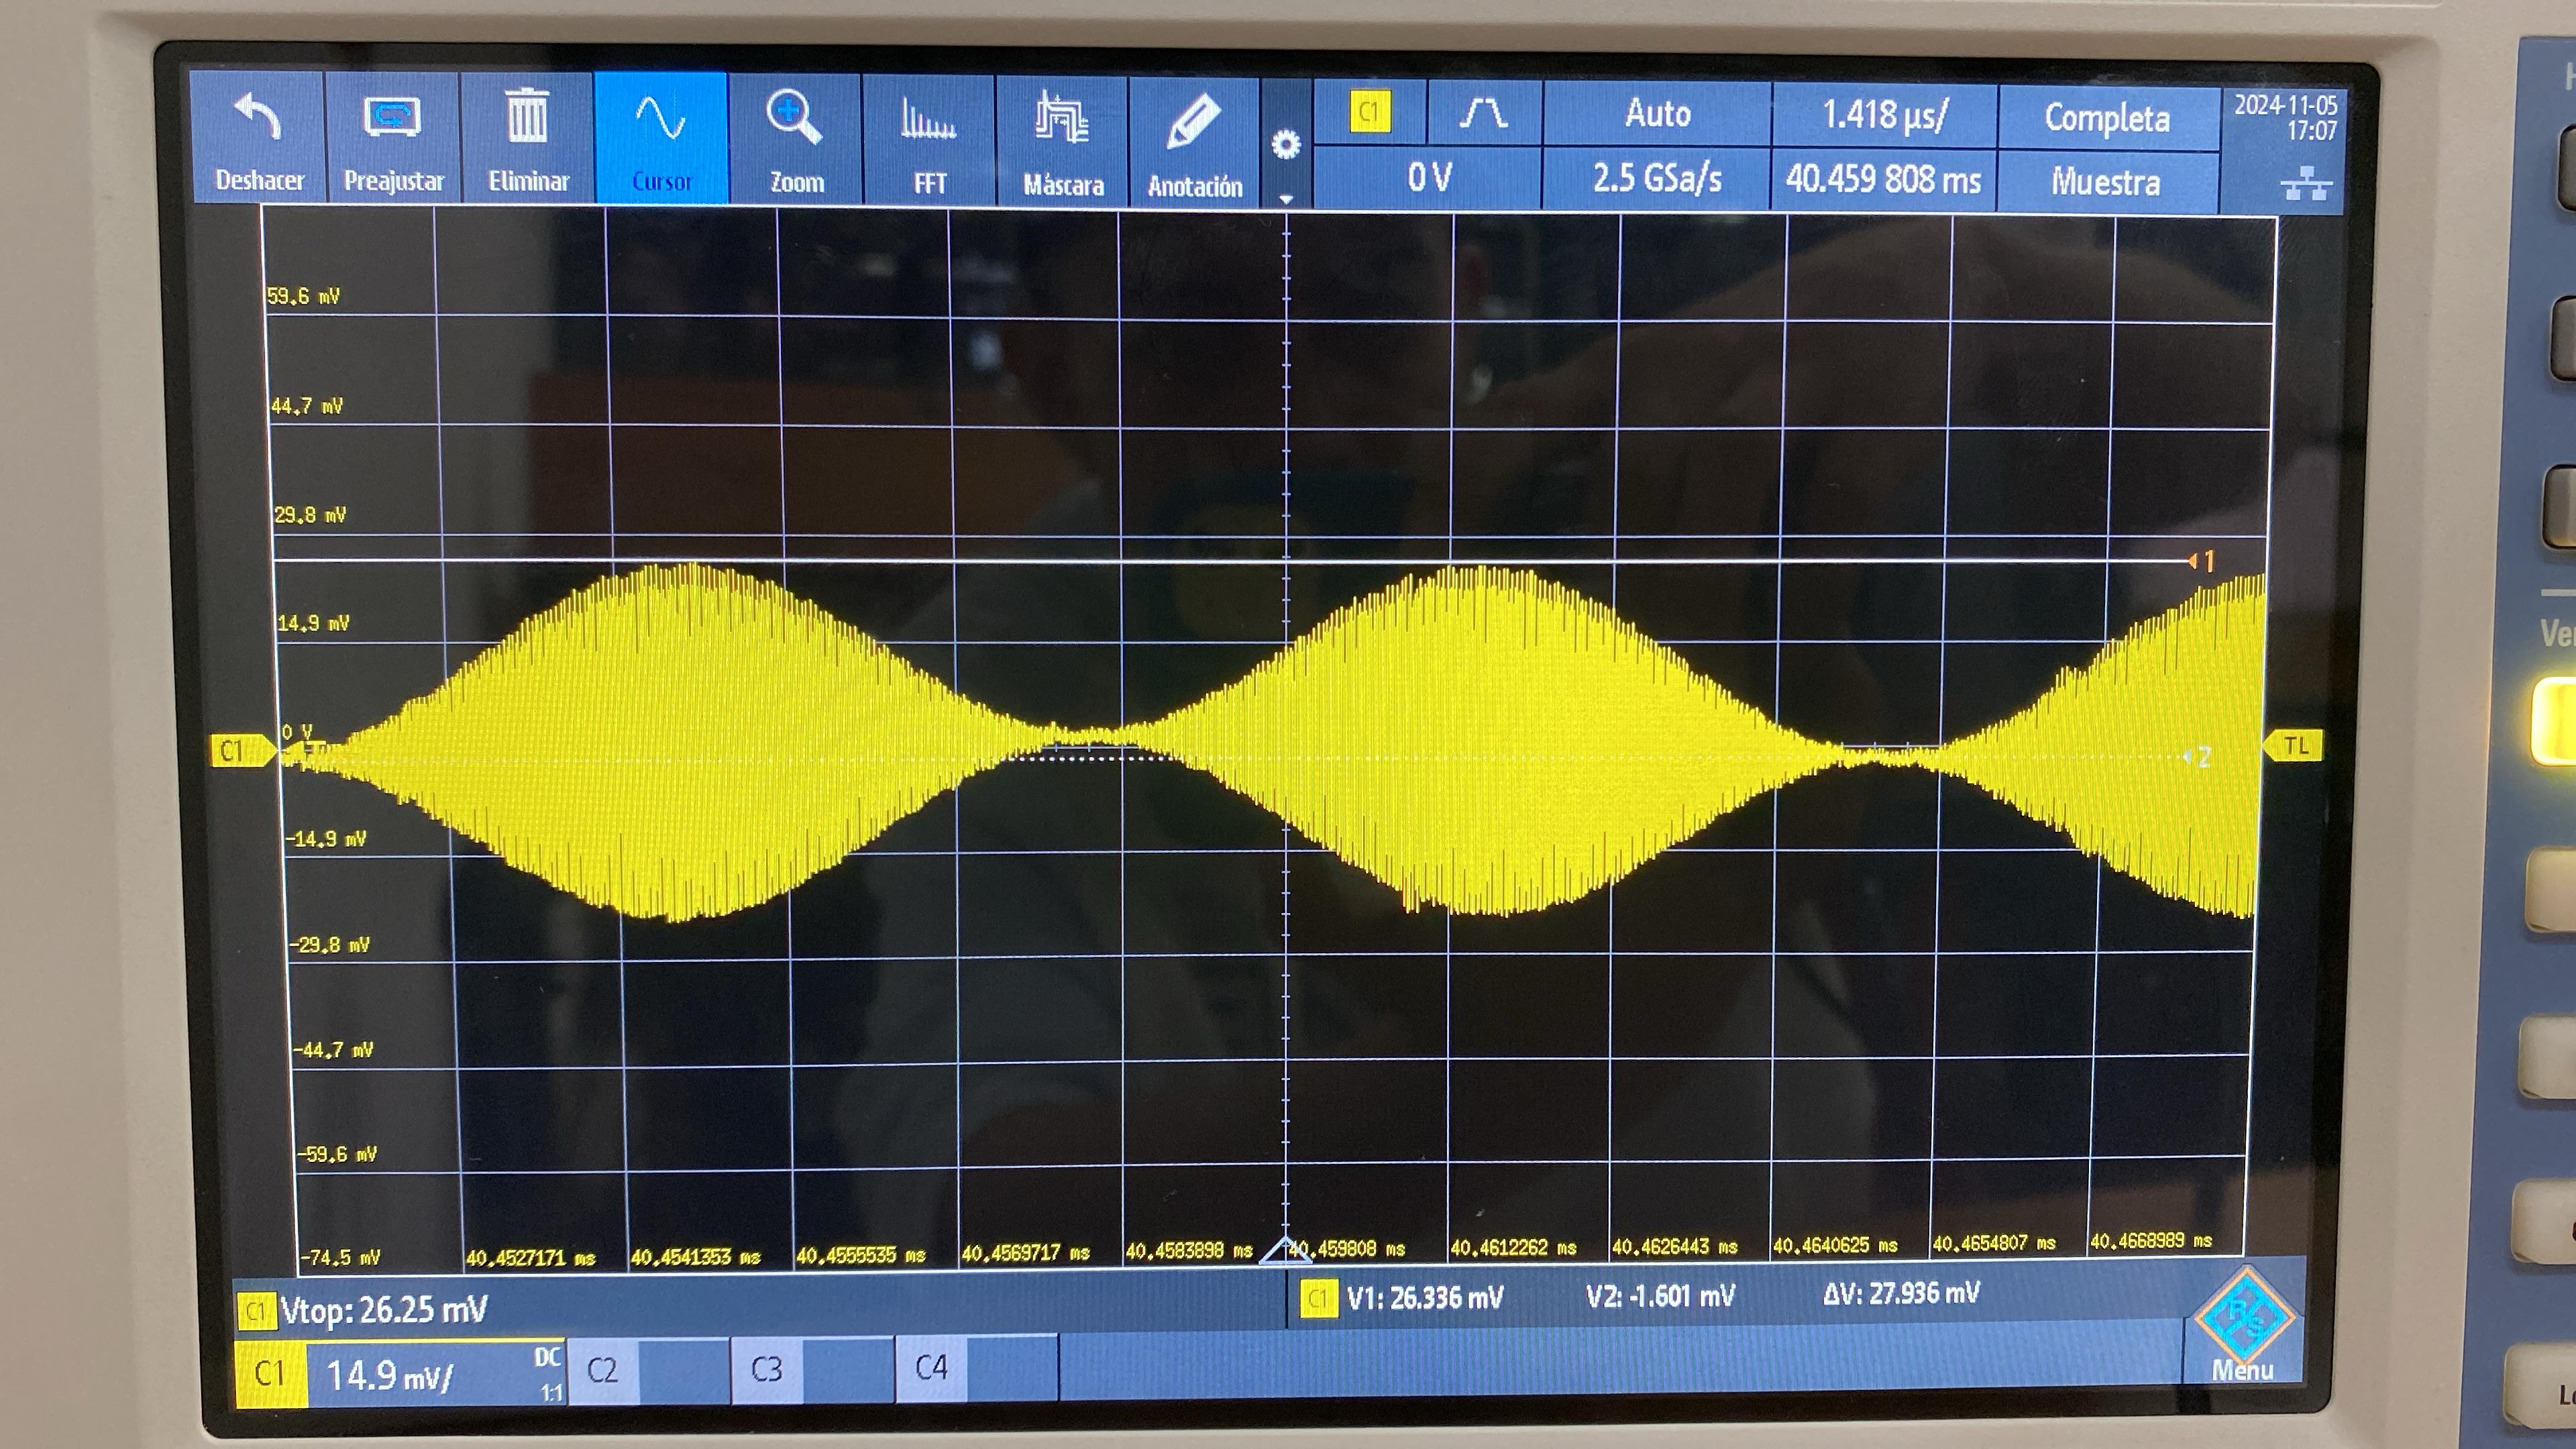 Deshacer Preajustar Eliminar Cursor Zoom FFT Máscara Anotación
C1 Auto 1.418 µs/ Completa
0 V 2.5 GSa/s 40.459 808 ms Muestra
2024-11-05
17:07
59.6 mV
44.7 mV
29.8 mV
1
14.9 mV
0 V
C1
TL
2
-14.9 mV
-29.8 mV
-44.7 mV
-59.6 mV
-74.5 mV 40.4527171 ms 40.4541353 ms 40.4555535 ms 40.4569717 ms 40.4583898 ms 40.459808 ms 40.4612262 ms 40.4626443 ms 40.4640625 ms 40.4654807 ms 40.4668989 ms
C1 Vtop: 26.25 mV
C1 V1: 26.336 mV V2: -1.601 mV ΔV: 27.936 mV
C1 14.9 mV/ DC 1:1 C2 C3 C4
R S
Menu